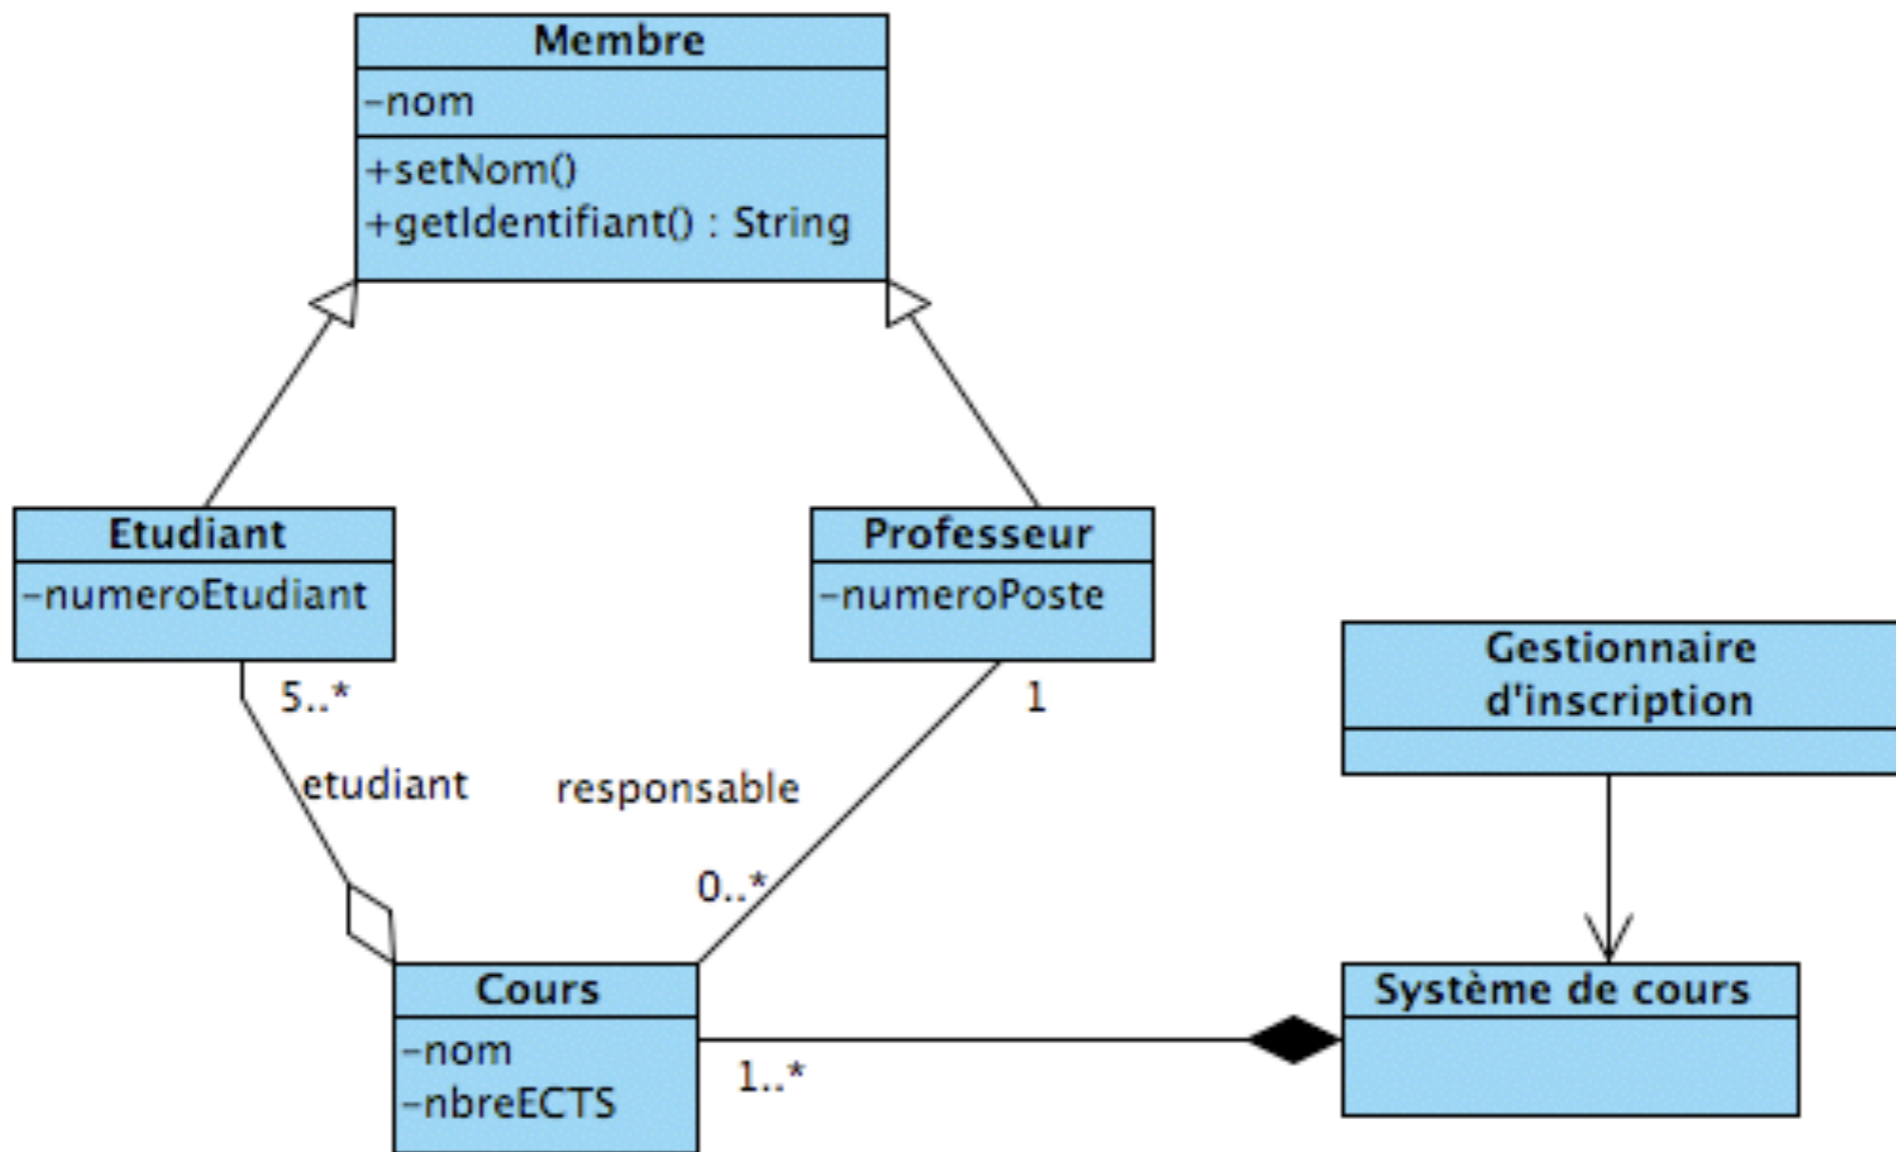 Membre
-nom
+setNom()
+getIdentifiant() : String
Etudiant
-numeroEtudiant
Professeur
-numeroPoste
Gestionnaire
d'inscription
5..*
1
etudiant
responsable
0..*
Cours
-nom
-nbreECTS
1..*
Système de cours